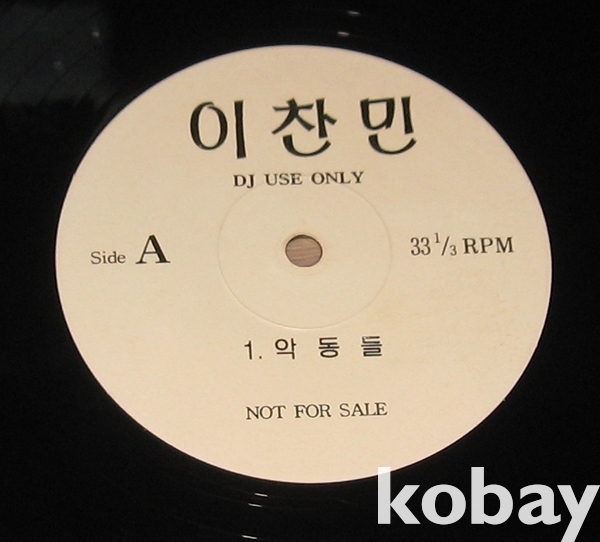 이찬민
DJ USE ONLY
Side A
33 1/3 RPM
1. 악동들
NOT FOR SALE
kobay